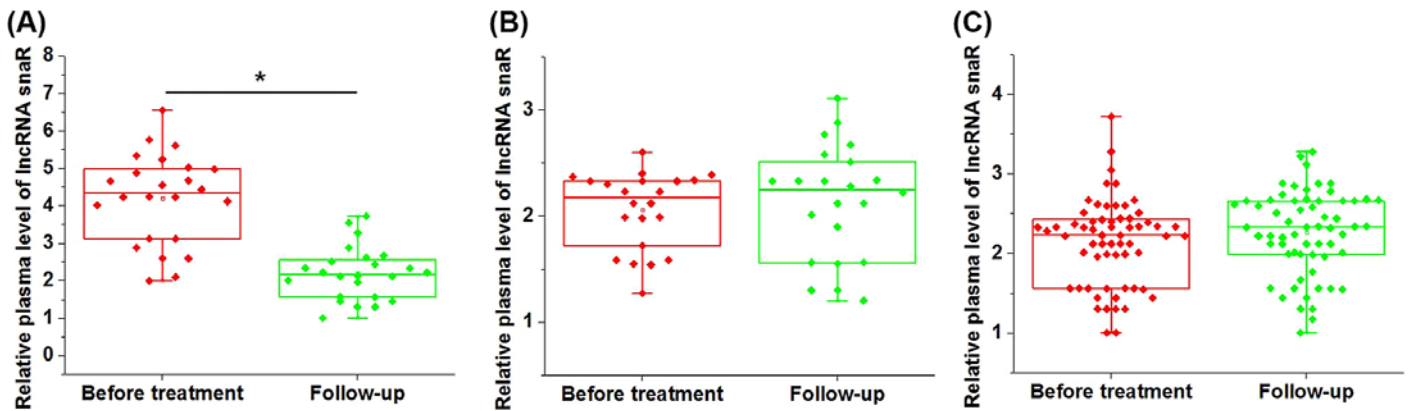 (A)
Relative plasma level of lncRNA snaR
8
7
6
5
4
3
2
1
0
*
Before treatment Follow-up
(B)
Relative plasma level of lncRNA snaR
3
2
1
Before treatment Follow-up
(C)
Relative plasma level of lncRNA snaR
4
3
2
1
Before treatment Follow-up